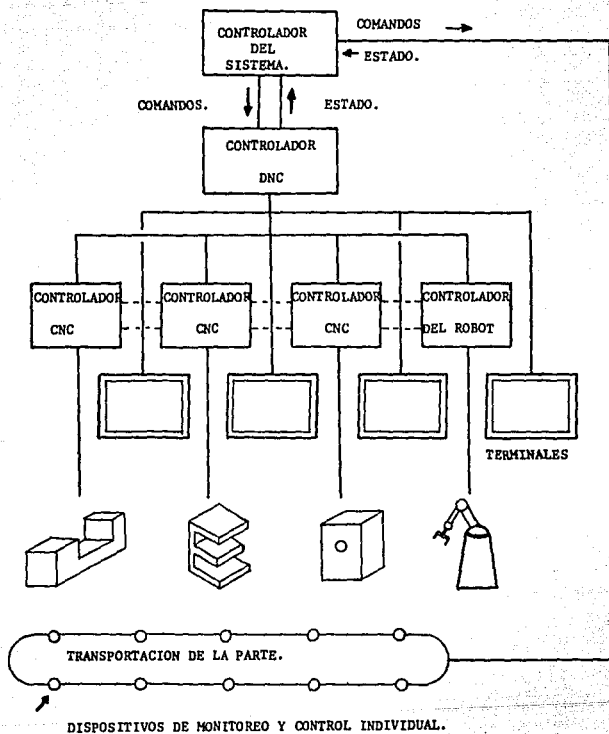 CONTROLADOR
DEL
SISTEMA.
COMANDOS
ESTADO.
COMANDOS.
ESTADO.
CONTROLADOR
DNC
CONTROLADOR
CNC
CONTROLADOR
CNC
CONTROLADOR
CNC
CONTROLADOR
DEL ROBOT
TERMINALES
TRANSPORTACION DE LA PARTE.
DISPOSITIVOS DE MONITOREO Y CONTROL INDIVIDUAL.